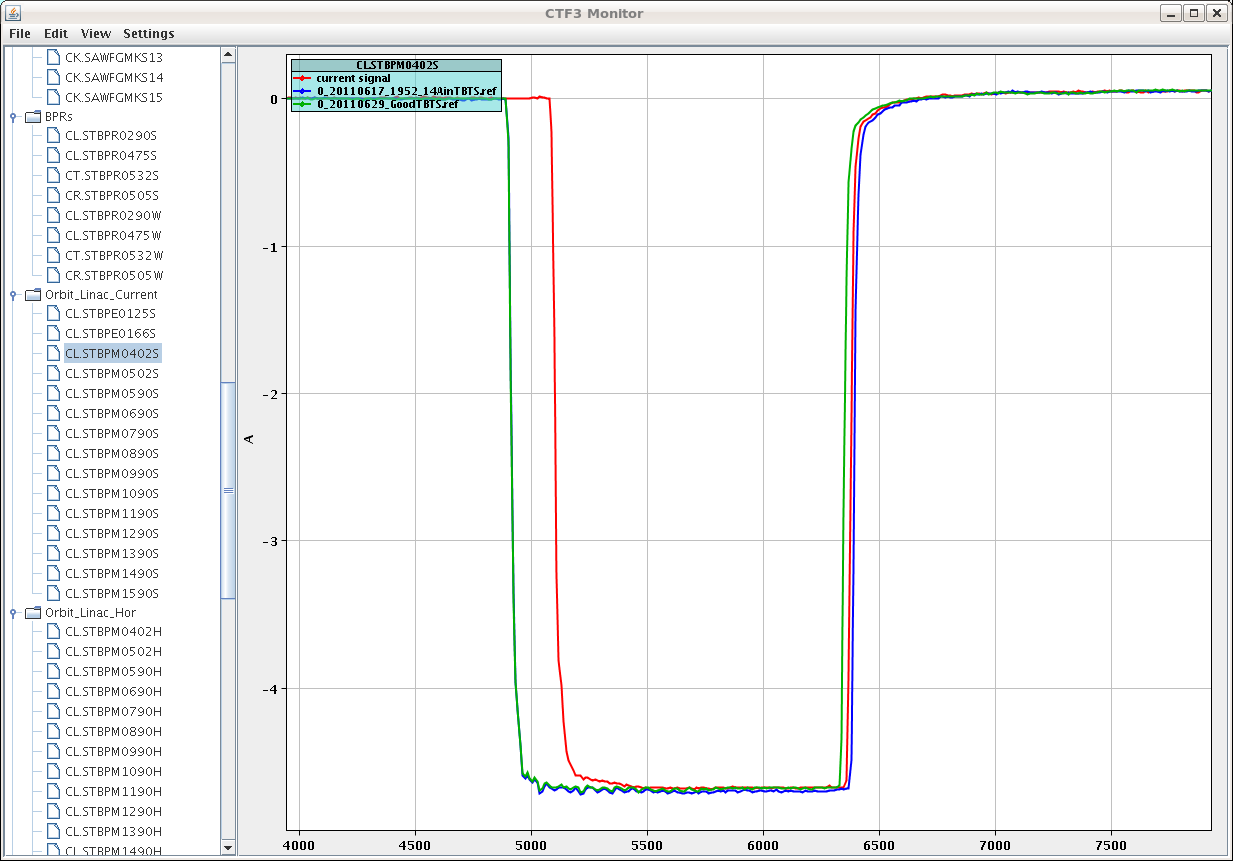 CTF3 Monitor
File Edit View Settings
CK.SAWFGMKS13
CK.SAWFGMKS14
CK.SAWFGMKS15
BPRs
CL.STBPR0290S
CL.STBPR0475S
CT.STBPR0532S
CR.STBPR0505S
CL.STBPR0290W
CL.STBPR0475W
CT.STBPR0532W
CR.STBPR0505W
Orbit_Linac_Current
CL.STBPE0125S
CL.STBPE0166S
CL.STBPM0402S
CL.STBPM0502S
CL.STBPM0590S
CL.STBPM0690S
CL.STBPM0790S
CL.STBPM0890S
CL.STBPM0990S
CL.STBPM1090S
CL.STBPM1190S
CL.STBPM1290S
CL.STBPM1390S
CL.STBPM1490S
CL.STBPM1590S
Orbit_Linac_Hor
CL.STBPM0402H
CL.STBPM0502H
CL.STBPM0590H
CL.STBPM0690H
CL.STBPM0790H
CL.STBPM0890H
CL.STBPM0990H
CL.STBPM1090H
CL.STBPM1190H
CL.STBPM1290H
CL.STBPM1390H
CL.STBPM1490H
CL.STBPM0402S
current signal
0_20110617_1952_14AinTBTS.ref
0_20110629_GoodTBTS.ref
0
-1
-2
-3
-4
A
4000 4500 5000 5500 6000 6500 7000 7500